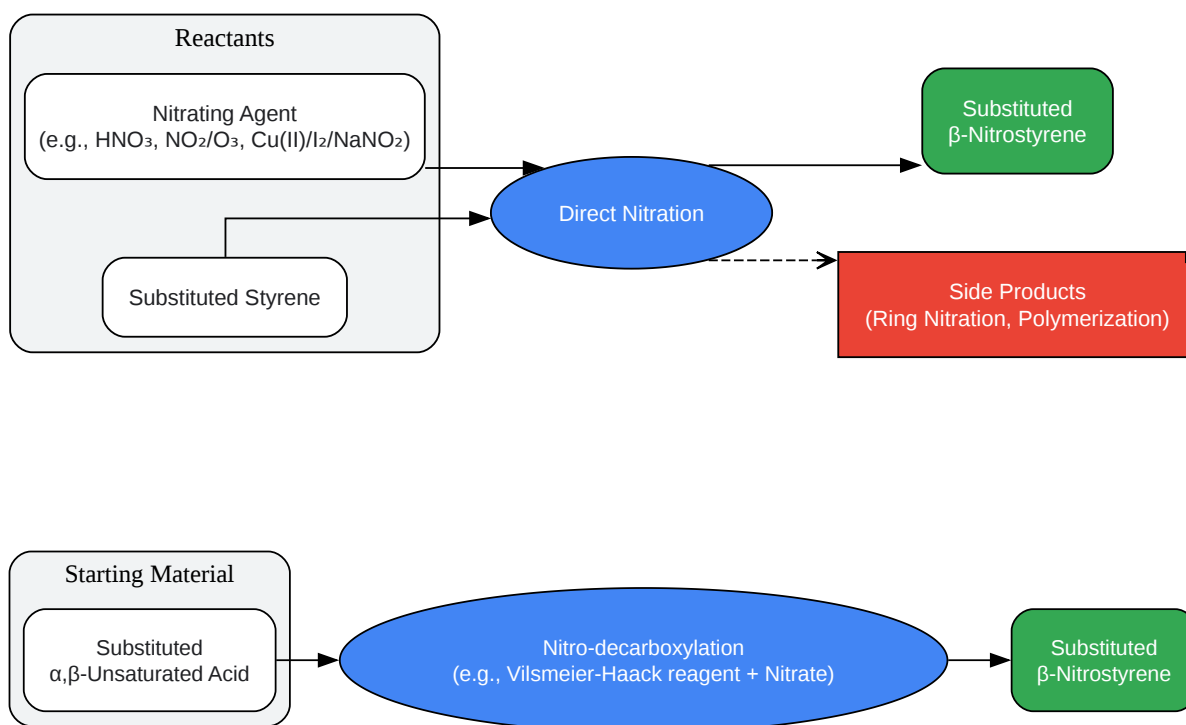 Reactants
Nitrating Agent
(e.g., HNO₃, NO₂/O₃, Cu(II)/I₂/NaNO₂)
Substituted Styrene
Direct Nitration
Substituted
β-Nitrostyrene
Side Products
(Ring Nitration, Polymerization)
Starting Material
Substituted
α,β-Unsaturated Acid
Nitro-decarboxylation
(e.g., Vilsmeier-Haack reagent + Nitrate)
Substituted
β-Nitrostyrene